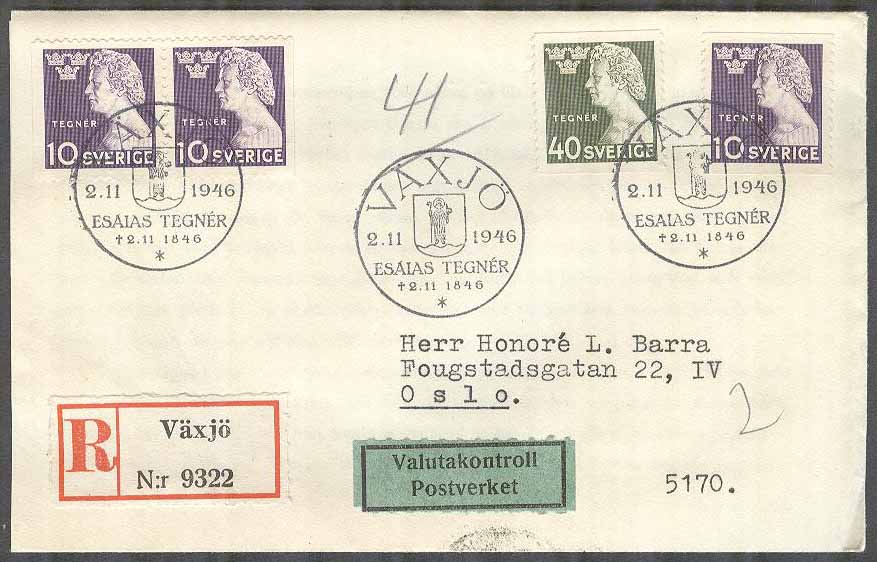 TEGNÉR
10 SVERIGE
TEGNÉR
10 SVERIGE
41
TEGNÉR
40 SVERIGE
TEGNÉR
10 SVERIGE
VÄXJÖ
2.11 1946
ESAIAS TEGNÉR
†2.11 1846
*
VÄXJÖ
2.11 1946
ESAIAS TEGNÉR
†2.11 1846
*
VÄXJÖ
2.11 1946
ESAIAS TEGNÉR
†2.11 1846
*
Herr Honoré L. Barra
Fougstadsgatan 22, IV
O s l o.
2
R
Växjö
N:r 9322
Valutakontroll
Postverket
5170.